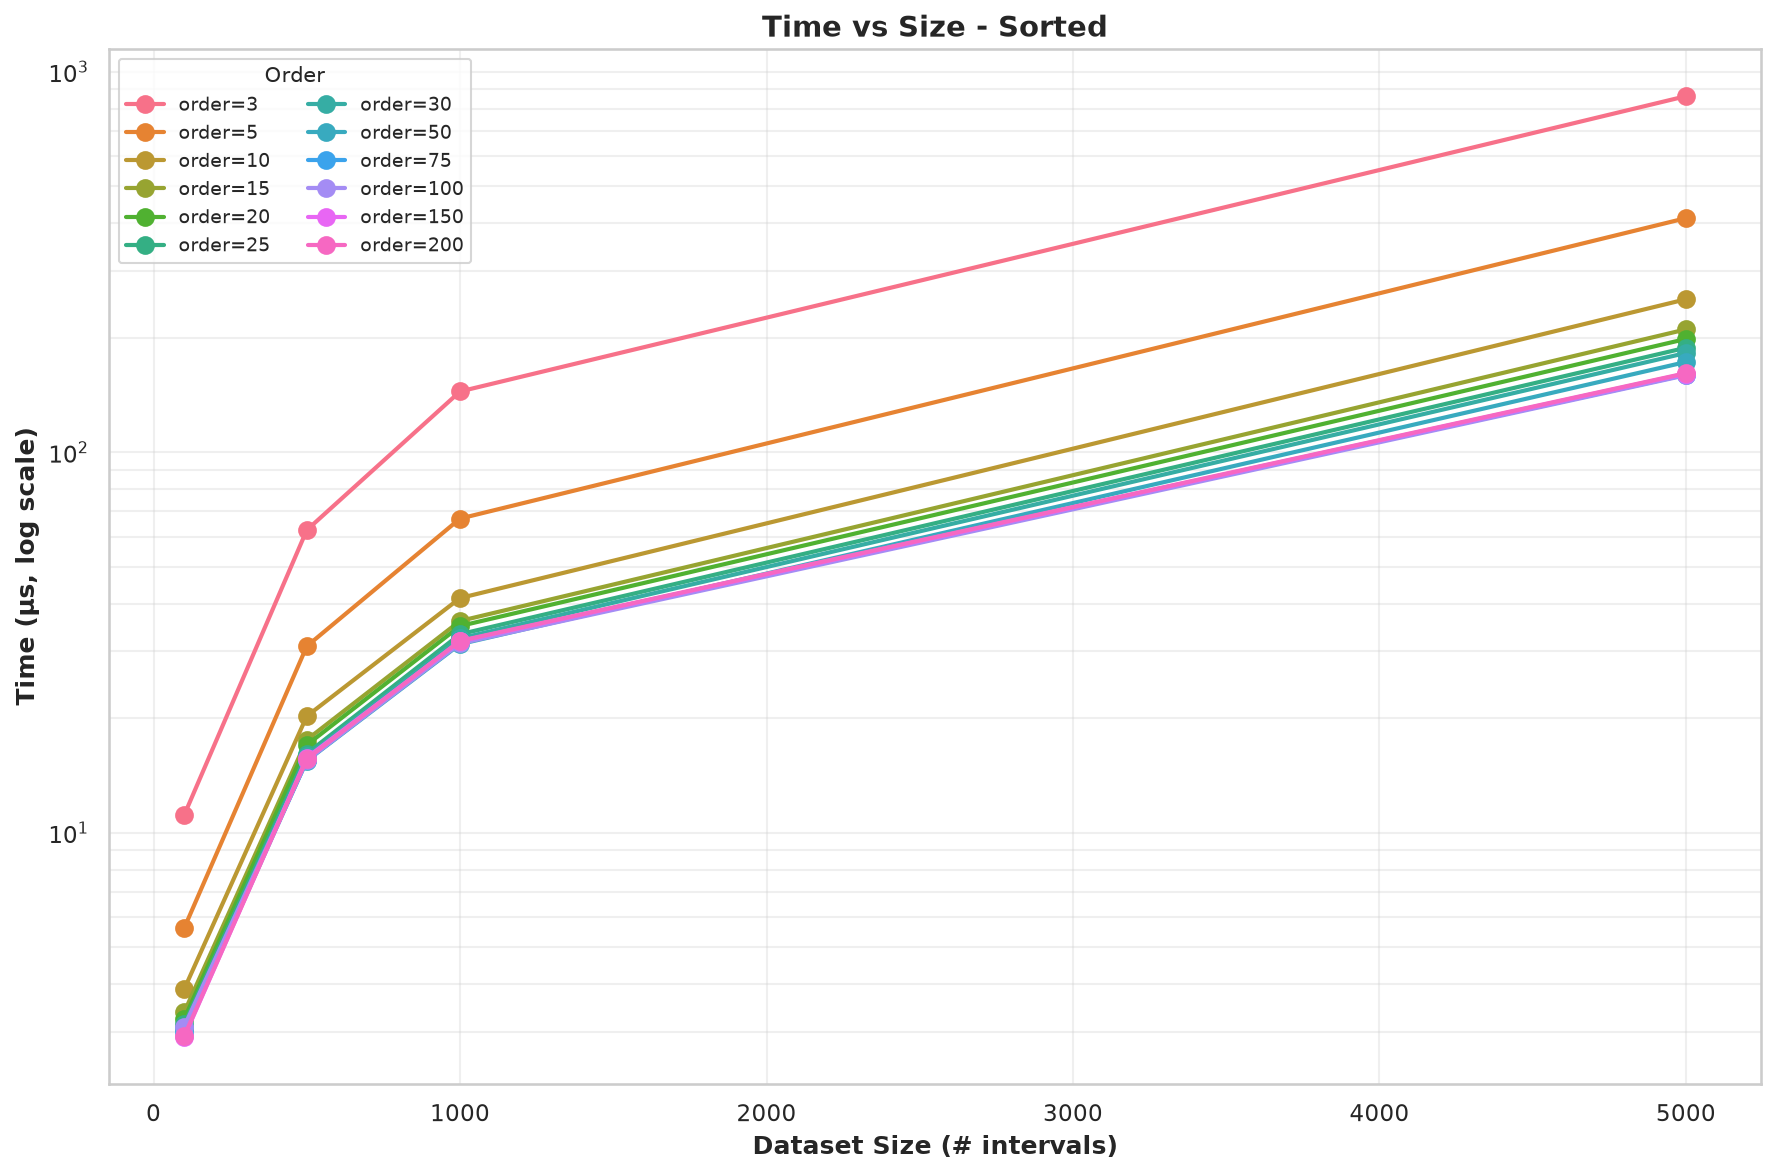 Time vs Size - Sorted
Order
order=3
order=5
order=10
order=15
order=20
order=25
order=30
order=50
order=75
order=100
order=150
order=200
10³
10²
10¹
Time (µs, log scale)
0 1000 2000 3000 4000 5000
Dataset Size (# intervals)